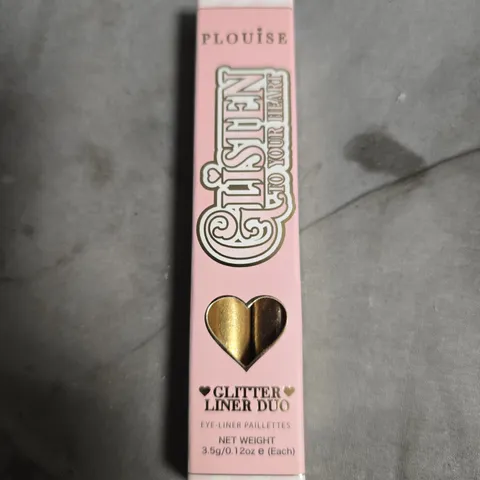 PLOUiSE
GLiSTEN
TO YOUR HEART
GLITTER
LINER DUO
EYE-LINER PAILLETTES
NET WEIGHT
3.5g/0.12oz e (Each)